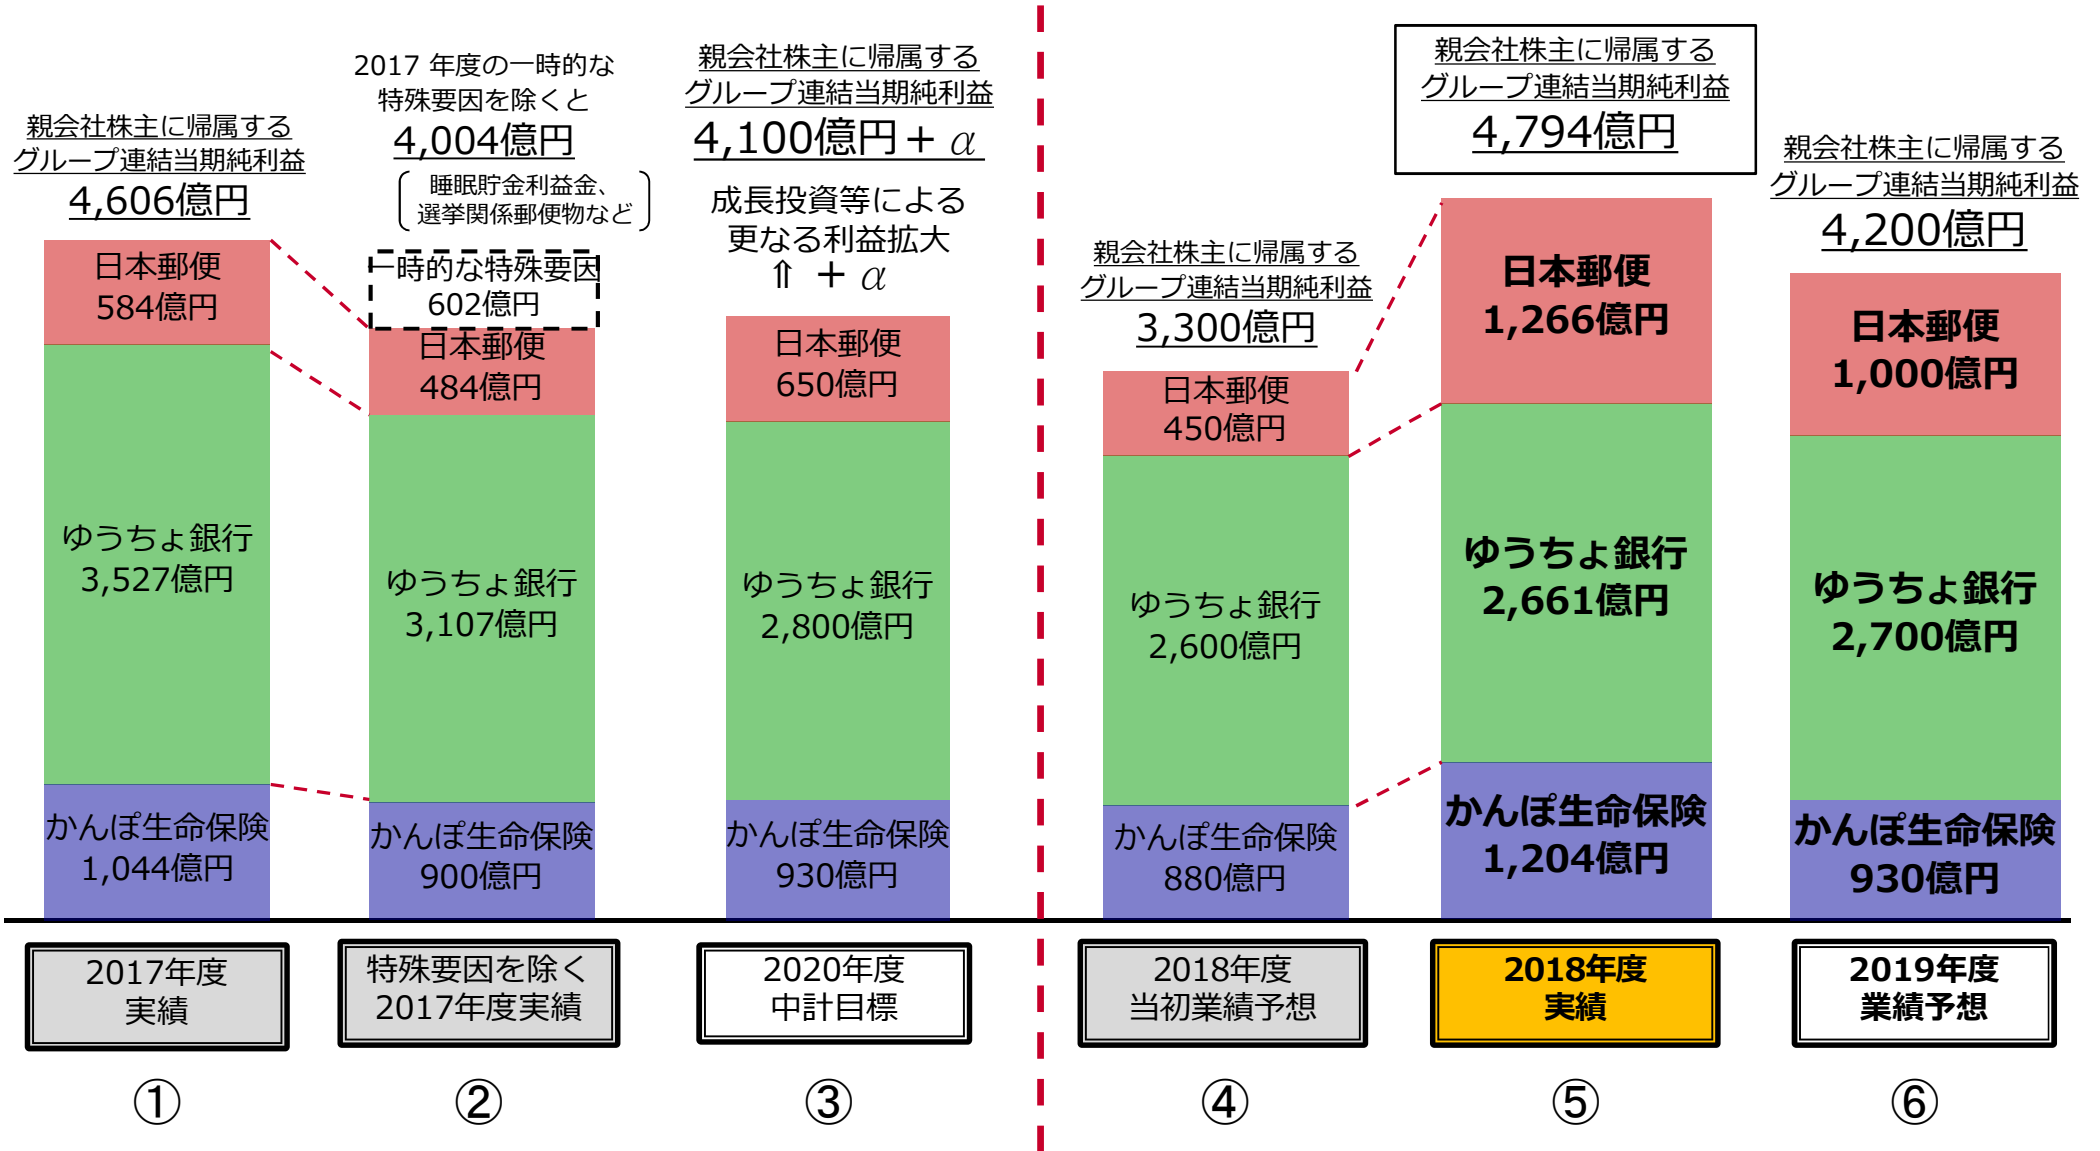 親会社株主に帰属する
グループ連結当期純利益
4,606億円
日本郵便
584億円
ゆうちょ銀行
3,527億円
かんぽ生命保険
1,044億円
2017年度
実績
①
2017 年度の一時的な
特殊要因を除くと
4,004億円
睡眠貯金利益金、
選挙関係郵便物など
一時的な特殊要因
602億円
日本郵便
484億円
ゆうちょ銀行
3,107億円
かんぽ生命保険
900億円
特殊要因を除く
2017年度実績
②
親会社株主に帰属する
グループ連結当期純利益
4,100億円+ α
成長投資等による
更なる利益拡大
⇑ + α
日本郵便
650億円
ゆうちょ銀行
2,800億円
かんぽ生命保険
930億円
2020年度
中計目標
③
親会社株主に帰属する
グループ連結当期純利益
3,300億円
日本郵便
450億円
ゆうちょ銀行
2,600億円
かんぽ生命保険
880億円
2018年度
当初業績予想
④
親会社株主に帰属する
グループ連結当期純利益
4,794億円
日本郵便
1,266億円
ゆうちょ銀行
2,661億円
かんぽ生命保険
1,204億円
2018年度
実績
⑤
親会社株主に帰属する
グループ連結当期純利益
4,200億円
日本郵便
1,000億円
ゆうちょ銀行
2,700億円
かんぽ生命保険
930億円
2019年度
業績予想
⑥